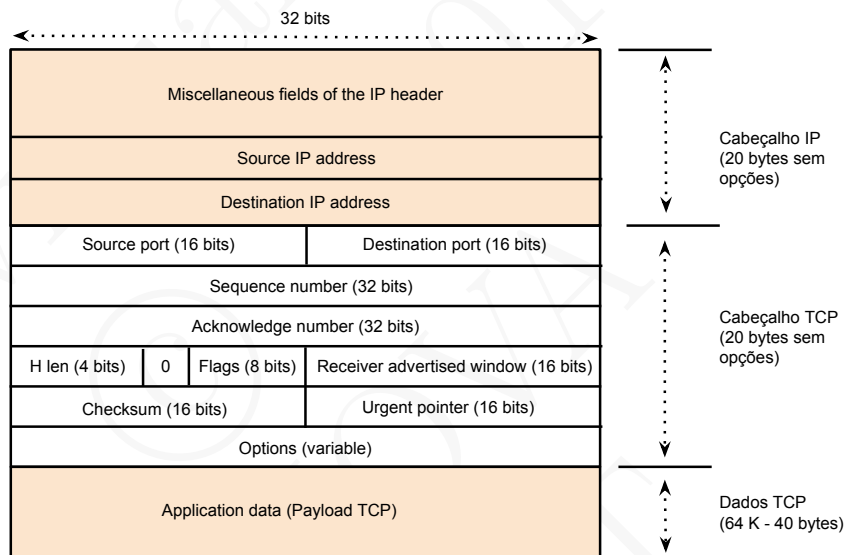 32 bits
Miscellaneous fields of the IP header
Source IP address
Destination IP address
Cabeçalho IP
(20 bytes sem
opções)
Source port (16 bits)
Destination port (16 bits)
Sequence number (32 bits)
Acknowledge number (32 bits)
H len (4 bits)
0
Flags (8 bits)
Receiver advertised window (16 bits)
Checksum (16 bits)
Urgent pointer (16 bits)
Options (variable)
Cabeçalho TCP
(20 bytes sem
opções)
Application data (Payload TCP)
Dados TCP
(64 K - 40 bytes)